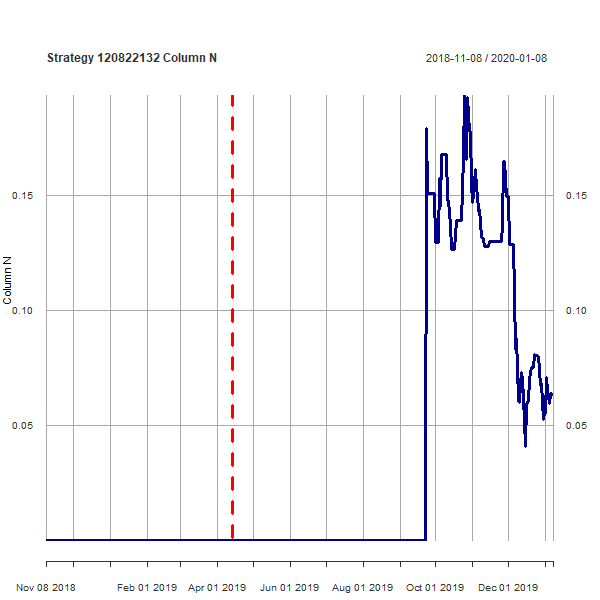 Strategy 120822132 Column N 2018-11-08 / 2020-01-08
0.15 0.15
0.10 0.10
Column N
0.05 0.05
Nov 08 2018 Feb 01 2019 Apr 01 2019 Jun 01 2019 Aug 01 2019 Oct 01 2019 Dec 01 2019